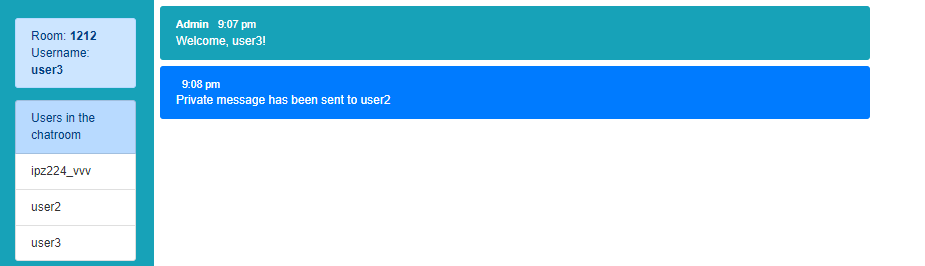 Room: 1212
Username:
user3
Users in the
chatroom
ipz224_vvv
user2
user3
Admin 9:07 pm
Welcome, user3!
9:08 pm
Private message has been sent to user2